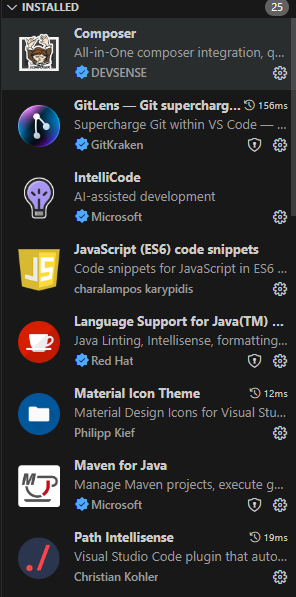 INSTALLED 25
Composer
All-in-One composer integration, q...
DEVSENSE
GitLens — Git supercharg... 156ms
Supercharge Git within VS Code — ...
GitKraken
IntelliCode
AI-assisted development
Microsoft
JS
JavaScript (ES6) code snippets
Code snippets for JavaScript in ES6 ...
charalampos karypidis
Language Support for Java(TM) ...
Java Linting, Intellisense, formatting...
Red Hat
Material Icon Theme 12ms
Material Design Icons for Visual Stu...
Philipp Kief
M
Maven for Java
Manage Maven projects, execute g...
Microsoft
Path Intellisense 19ms
Visual Studio Code plugin that auto...
Christian Kohler